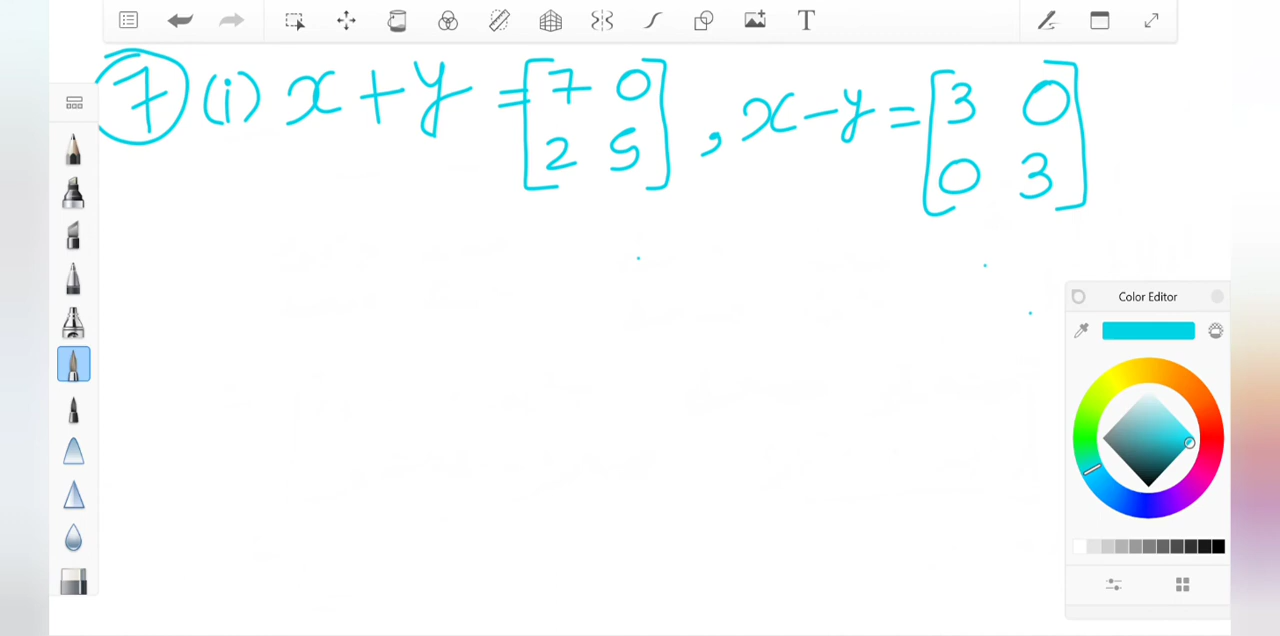 T
7 (i) x + y = [7 0 , x - y = [3 0
2 5] 0 3]
Color Editor